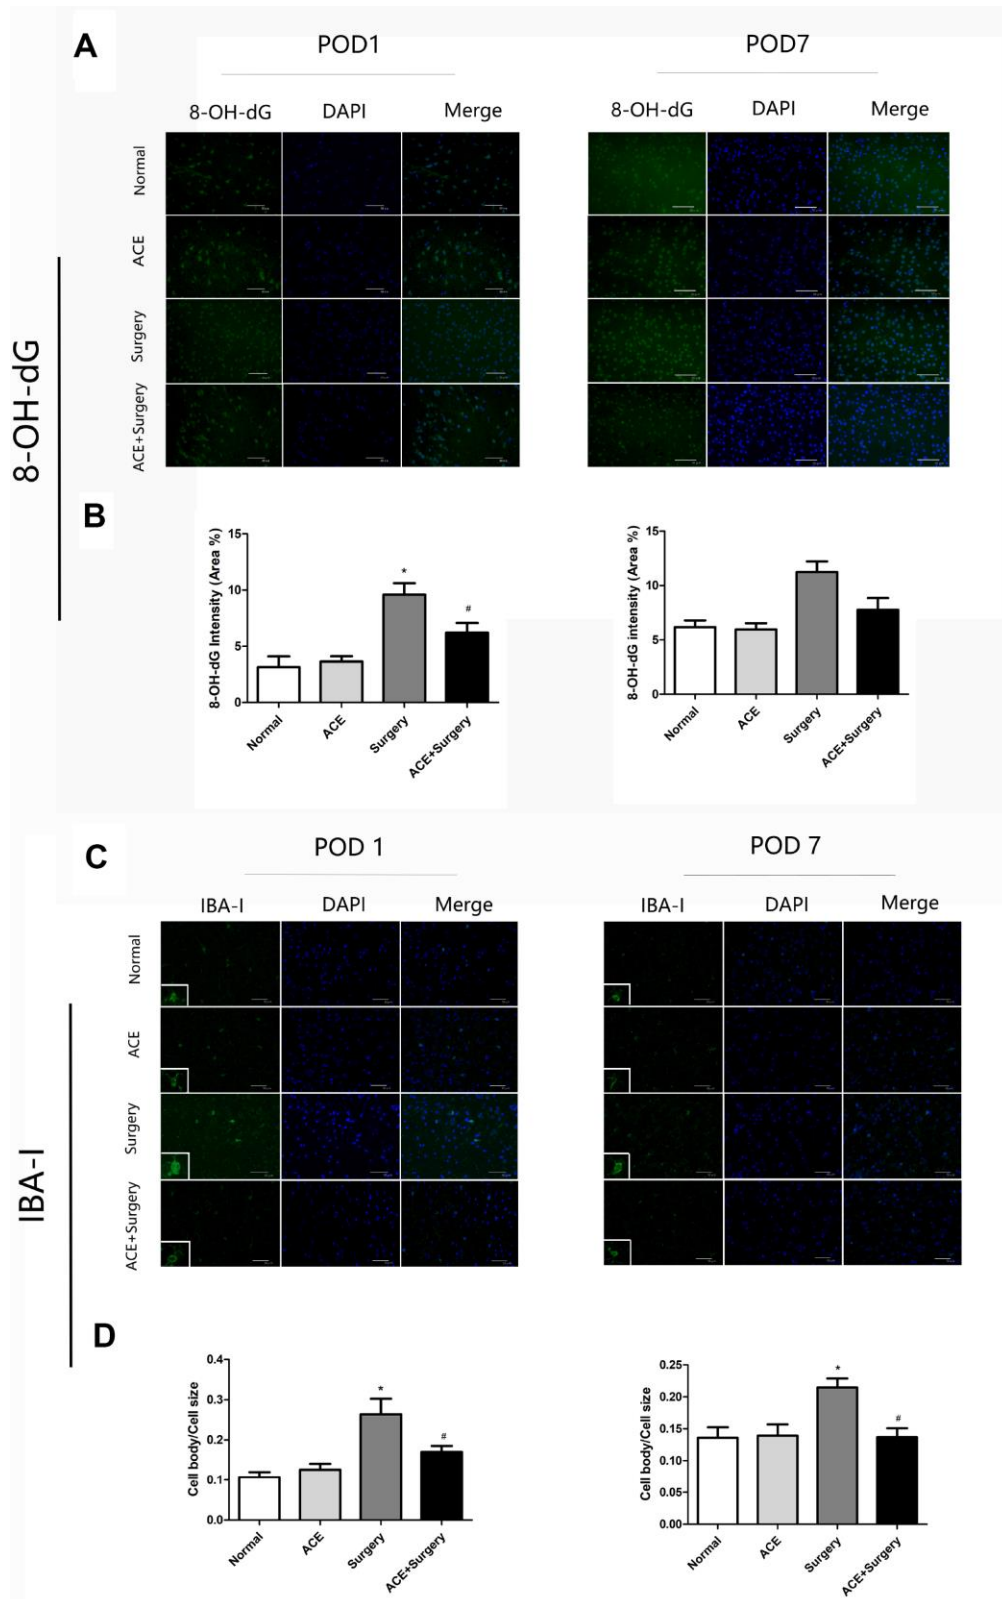 A
POD1
POD7
8-OH-dG DAPI Merge
8-OH-dG DAPI Merge
Normal
ACE
Surgery
ACE+Surgery
8-OH-dG
B
8-OH-dG Intensity (Area %)
15
10
5
0
*
#
Normal
ACE
Surgery
ACE+Surgery
8-OH-dG intensity (Area %)
15
10
5
0
Normal
ACE
Surgery
ACE+Surgery
C
POD 1
POD 7
IBA-I DAPI Merge
IBA-I DAPI Merge
Normal
ACE
Surgery
ACE+Surgery
IBA-I
D
Cell body/Cell size
0.4
0.3
0.2
0.1
0.0
*
#
Normal
ACE
Surgery
ACE+Surgery
Cell body/Cell size
0.25
0.20
0.15
0.10
0.05
0.00
*
#
Normal
ACE
Surgery
ACE+Surgery